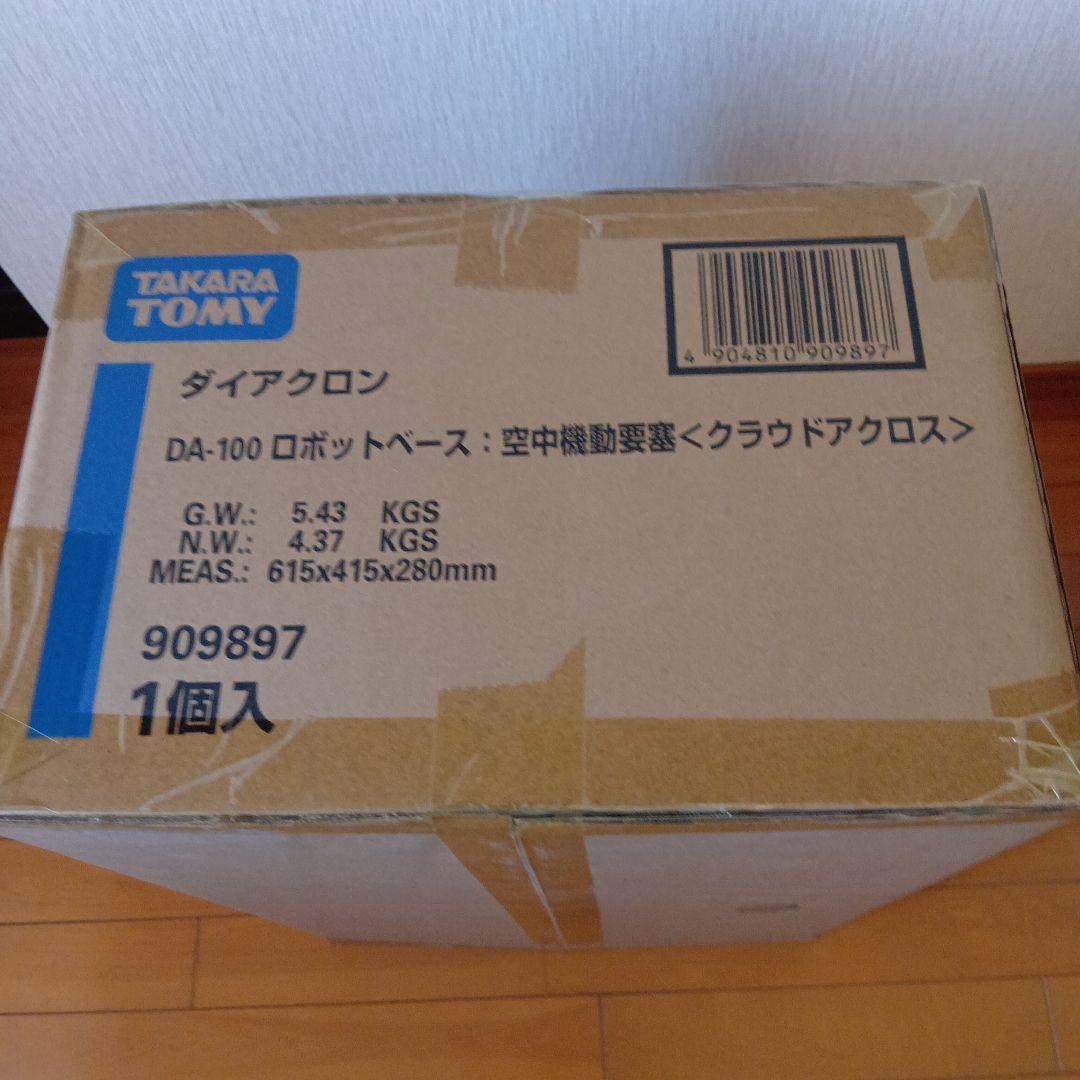 TAKARA
TOMY
4 904810 909897
ダイアクロン
DA-100 ロボットベース：空中機動要塞＜クラウドアクロス＞
G.W.: 5.43 KGS
N.W.: 4.37 KGS
MEAS.: 615x415x280mm
909897
1個入